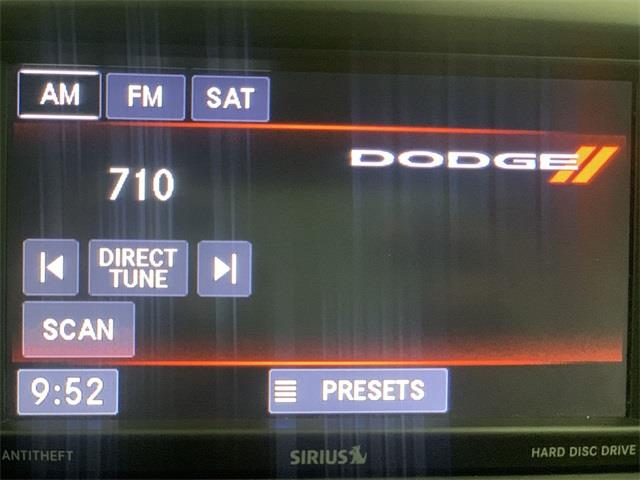 AM FM SAT
DODGE
710
DIRECT
TUNE
SCAN
9:52 PRESETS
ANTITHEFT SIRIUS HARD DISC DRIVE